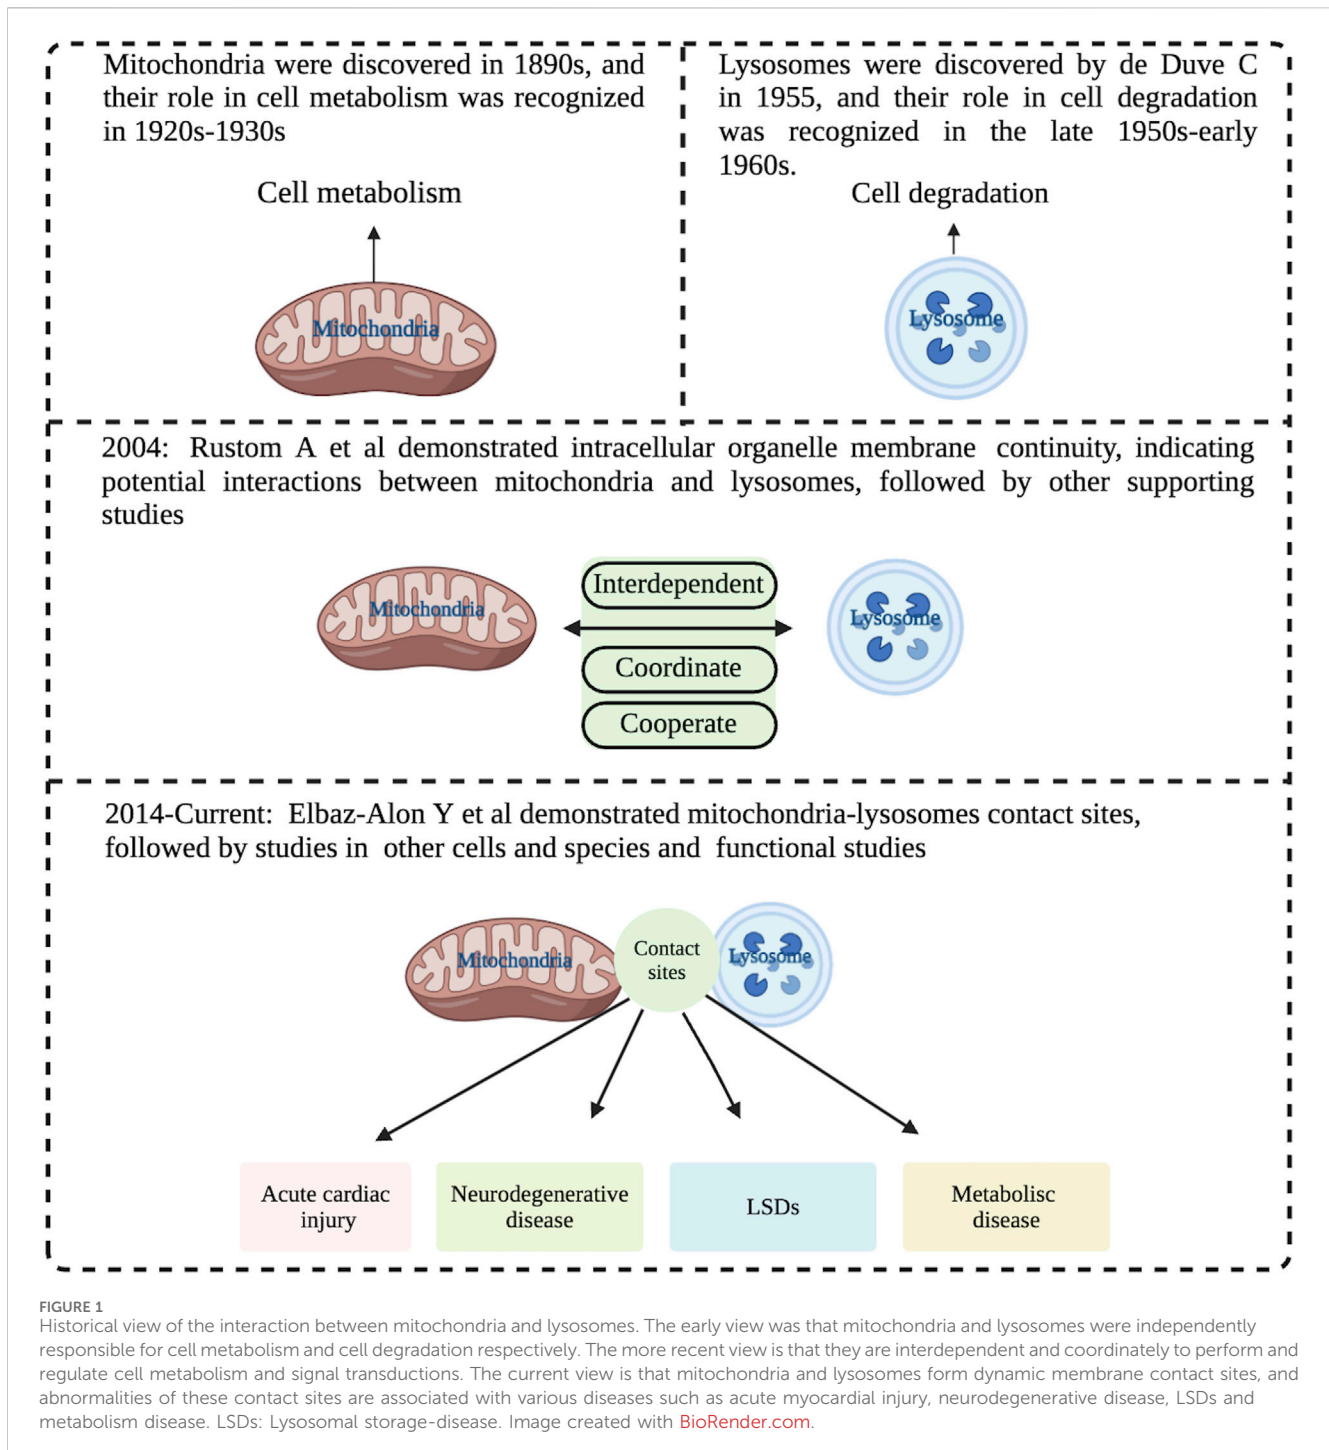 Mitochondria were discovered in 1890s, and
their role in cell metabolism was recognized
in 1920s-1930s
Cell metabolism
Mitochondria
Lysosomes were discovered by de Duve C
in 1955, and their role in cell degradation
was recognized in the late 1950s-early
1960s.
Cell degradation
Lysosome
2004: Rustom A et al demonstrated intracellular organelle membrane continuity, indicating
potential interactions between mitochondria and lysosomes, followed by other supporting
studies
Mitochondria
Interdependent
Coordinate
Cooperate
Lysosome
2014-Current: Elbaz-Alon Y et al demonstrated mitochondria-lysosomes contact sites,
followed by studies in other cells and species and functional studies
Mitochondria
Contact
sites
Lysosome
Acute cardiac
injury
Neurodegenerative
disease
LSDs
Metabolisc
disease
FIGURE 1
Historical view of the interaction between mitochondria and lysosomes. The early view was that mitochondria and lysosomes were independently
responsible for cell metabolism and cell degradation respectively. The more recent view is that they are interdependent and coordinately to perform and
regulate cell metabolism and signal transductions. The current view is that mitochondria and lysosomes form dynamic membrane contact sites, and
abnormalities of these contact sites are associated with various diseases such as acute myocardial injury, neurodegenerative disease, LSDs and
metabolism disease. LSDs: Lysosomal storage-disease. Image created with BioRender.com.